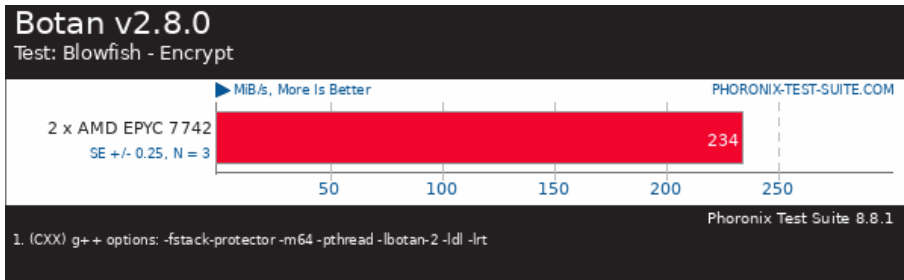 Botan v2.8.0
Test: Blowfish - Encrypt
MiB/s, More Is Better
PHORONIX-TEST-SUITE.COM
2 x AMD EPYC 7742
SE +/- 0.25, N = 3
234
50 100 150 200 250
Phoronix Test Suite 8.8.1
1. (CXX) g++ options: -fstack-protector -m64 -pthread -lbotan-2 -ldl -lrt